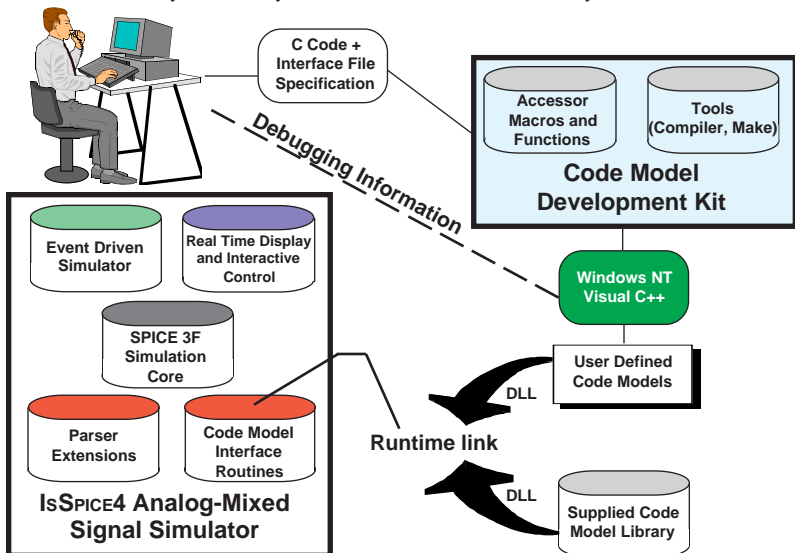 C Code +
Interface File
Specification
Accessor
Macros and
Functions
Tools
(Compiler, Make)
Code Model
Development Kit
Debugging Information
Event Driven
Simulator
Real Time Display
and Interactive
Control
Windows NT
Visual C++
SPICE 3F
Simulation
Core
User Defined
Code Models
DLL
Parser
Extensions
Code Model
Interface
Routines
Runtime link
DLL
Supplied Code
Model Library
IsSPICE4 Analog-Mixed
Signal Simulator